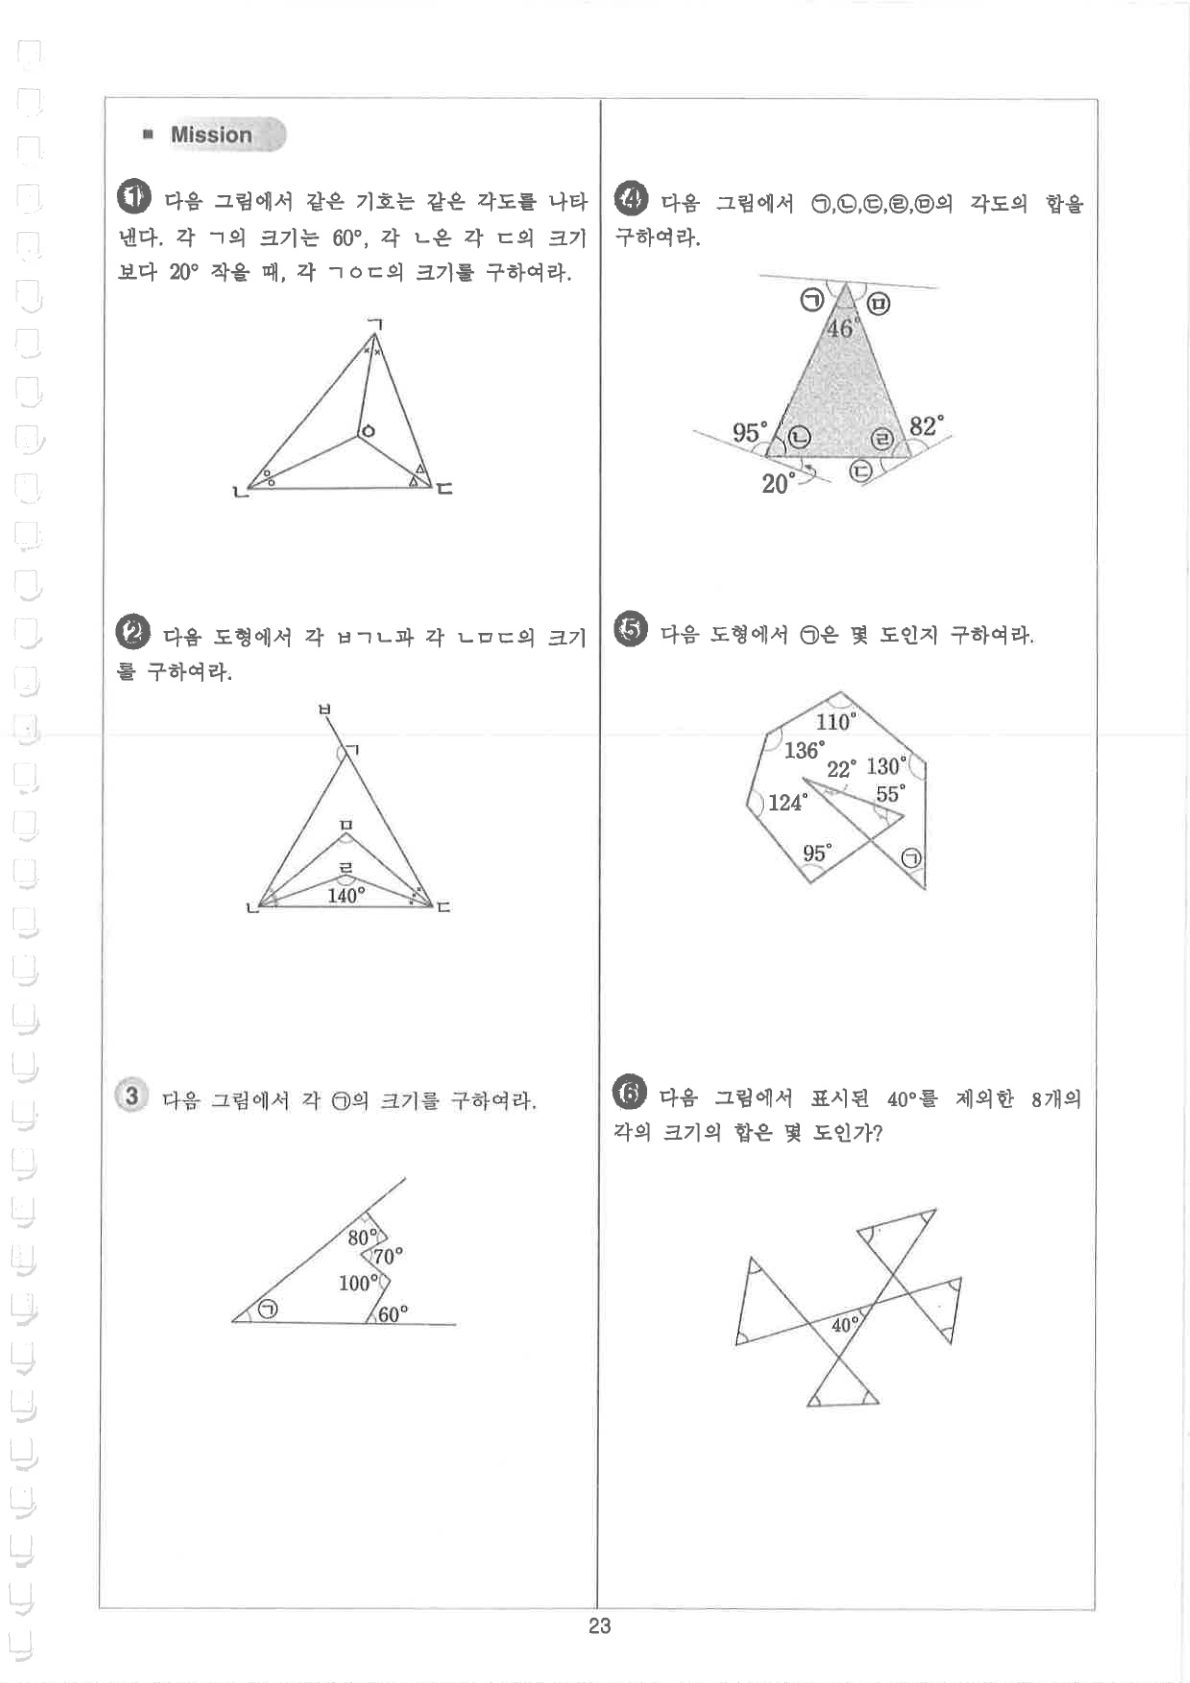 ■ Mission
1 다음 그림에서 같은 기호는 같은 각도를 나타
낸다. 각 ㄱ의 크기는 60°, 각 ㄴ은 각 ㄷ의 크기
보다 20° 작을 때, 각 ㄱㅇㄷ의 크기를 구하여라.
ㄱ
× ×
ㅇ
ㄴ
ㄷ
2 다음 도형에서 각 ㅂㄱㄴ과 각 ㄴㅁㄷ의 크기
를 구하여라.
ㅂ
ㄱ
ㅁ
ㄹ
140°
ㄴ
ㄷ
3 다음 그림에서 각 ㉠의 크기를 구하여라.
80°
70°
100°
㉠
60°
4 다음 그림에서 ㉠,㉡,㉢,㉣,㉤의 각도의 합을
구하여라.
㉠ ㉤
46°
95° ㉡ ㉣ 82°
20° ㉢
5 다음 도형에서 ㉠은 몇 도인지 구하여라.
110°
136°
22° 130°
124° 55°
95° ㉠
6 다음 그림에서 표시된 40°를 제외한 8개의
각의 크기의 합은 몇 도인가?
40°
23